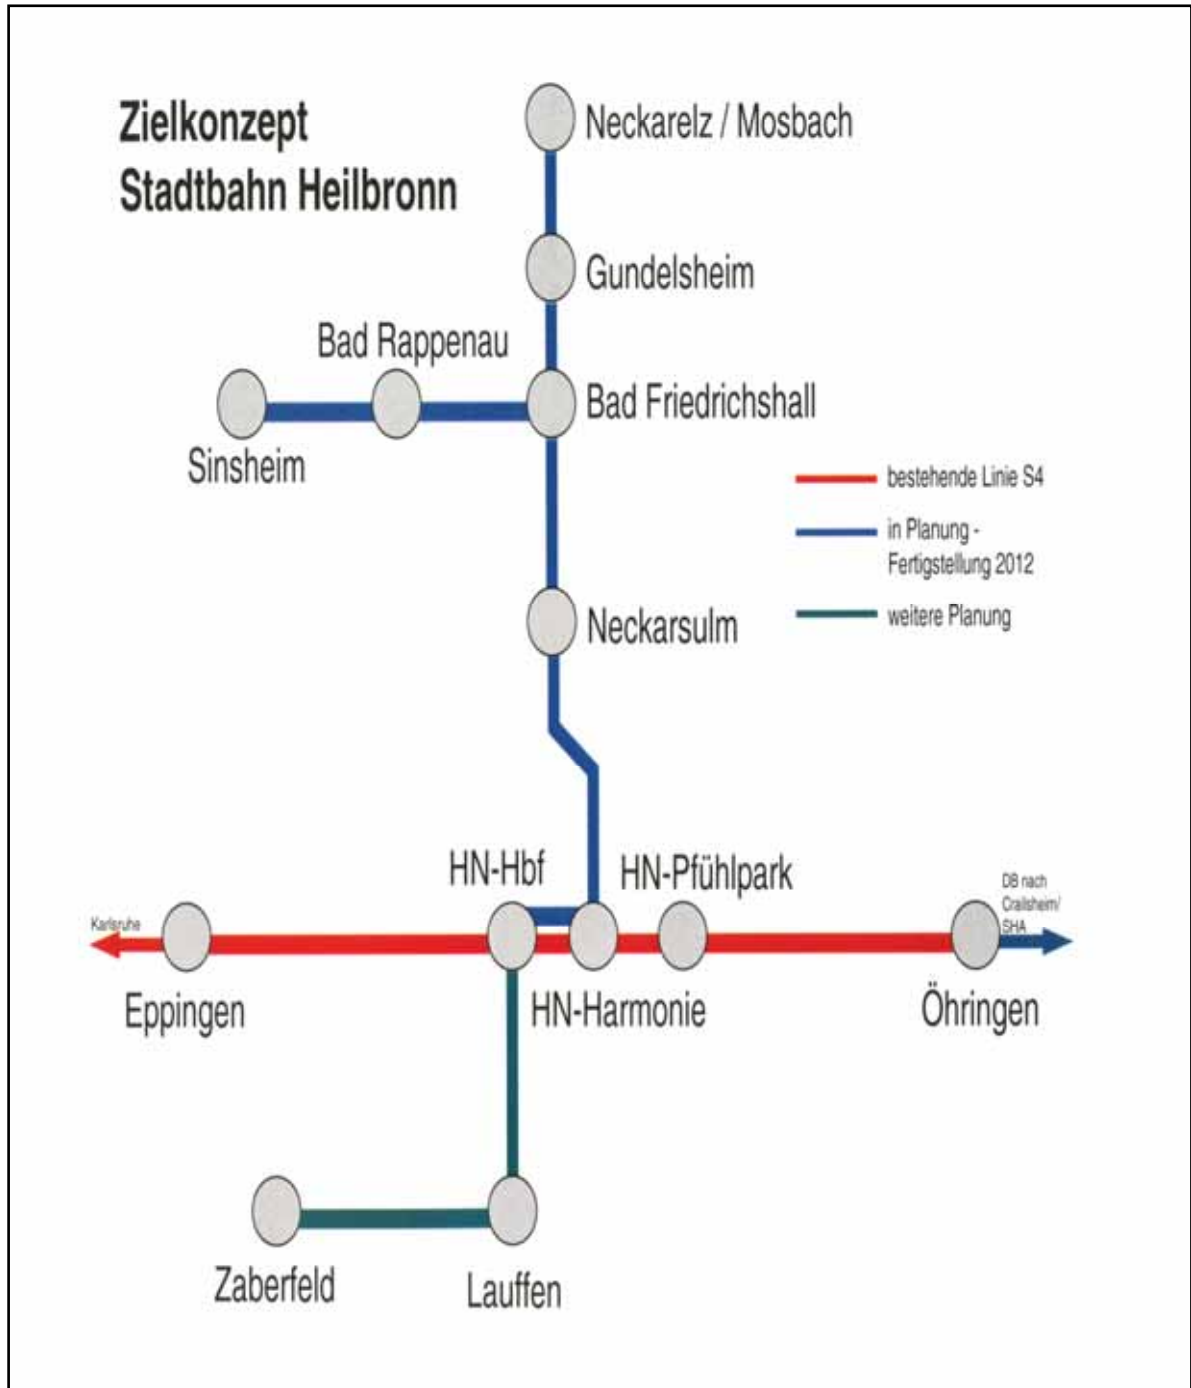 Zielkonzept
Stadtbahn Heilbronn
Neckarelz / Mosbach
Gundelsheim
Bad Rappenau
Bad Friedrichshall
Sinsheim
bestehende Linie S4
in Planung -
Fertigstellung 2012
weitere Planung
Neckarsulm
HN-Hbf
HN-Pfühlpark
DB nach
Crailsheim/
SHA
Karlsruhe
Eppingen
HN-Harmonie
Öhringen
Zaberfeld
Lauffen